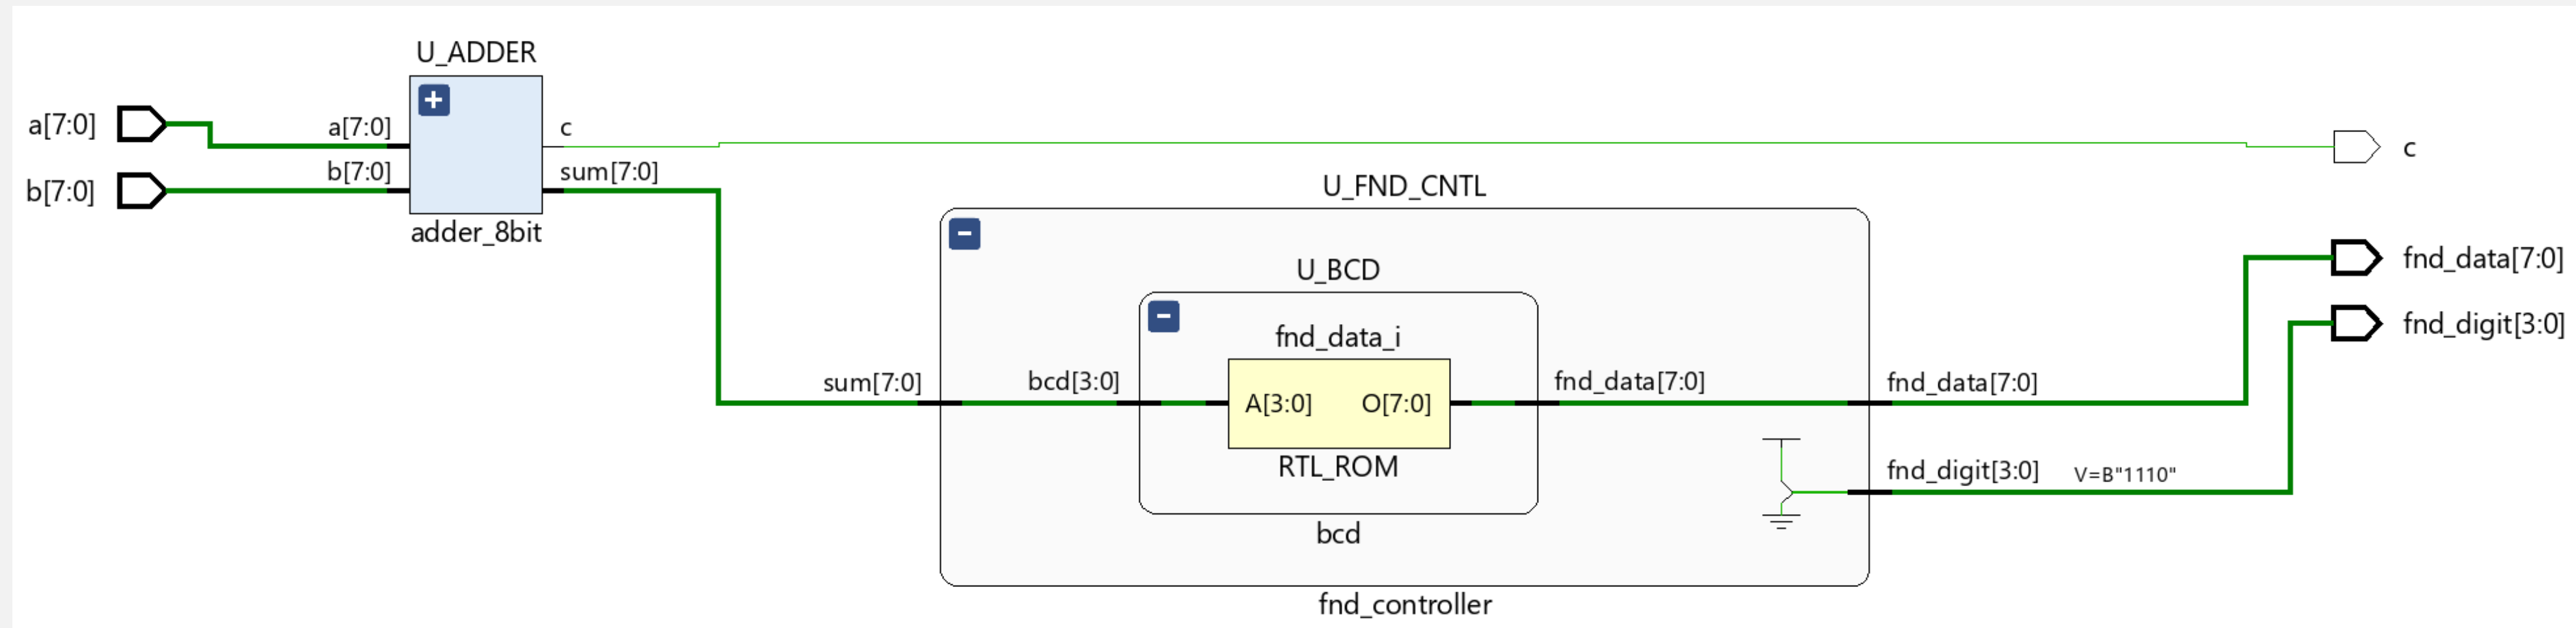 U_ADDER
a[7:0]
a[7:0]
c
c
b[7:0]
b[7:0]
sum[7:0]
adder_8bit
U_FND_CNTL
U_BCD
fnd_data[7:0]
fnd_data_i
fnd_digit[3:0]
sum[7:0]
bcd[3:0]
A[3:0]
O[7:0]
fnd_data[7:0]
fnd_data[7:0]
RTL_ROM
fnd_digit[3:0]
V=B"1110"
bcd
fnd_controller